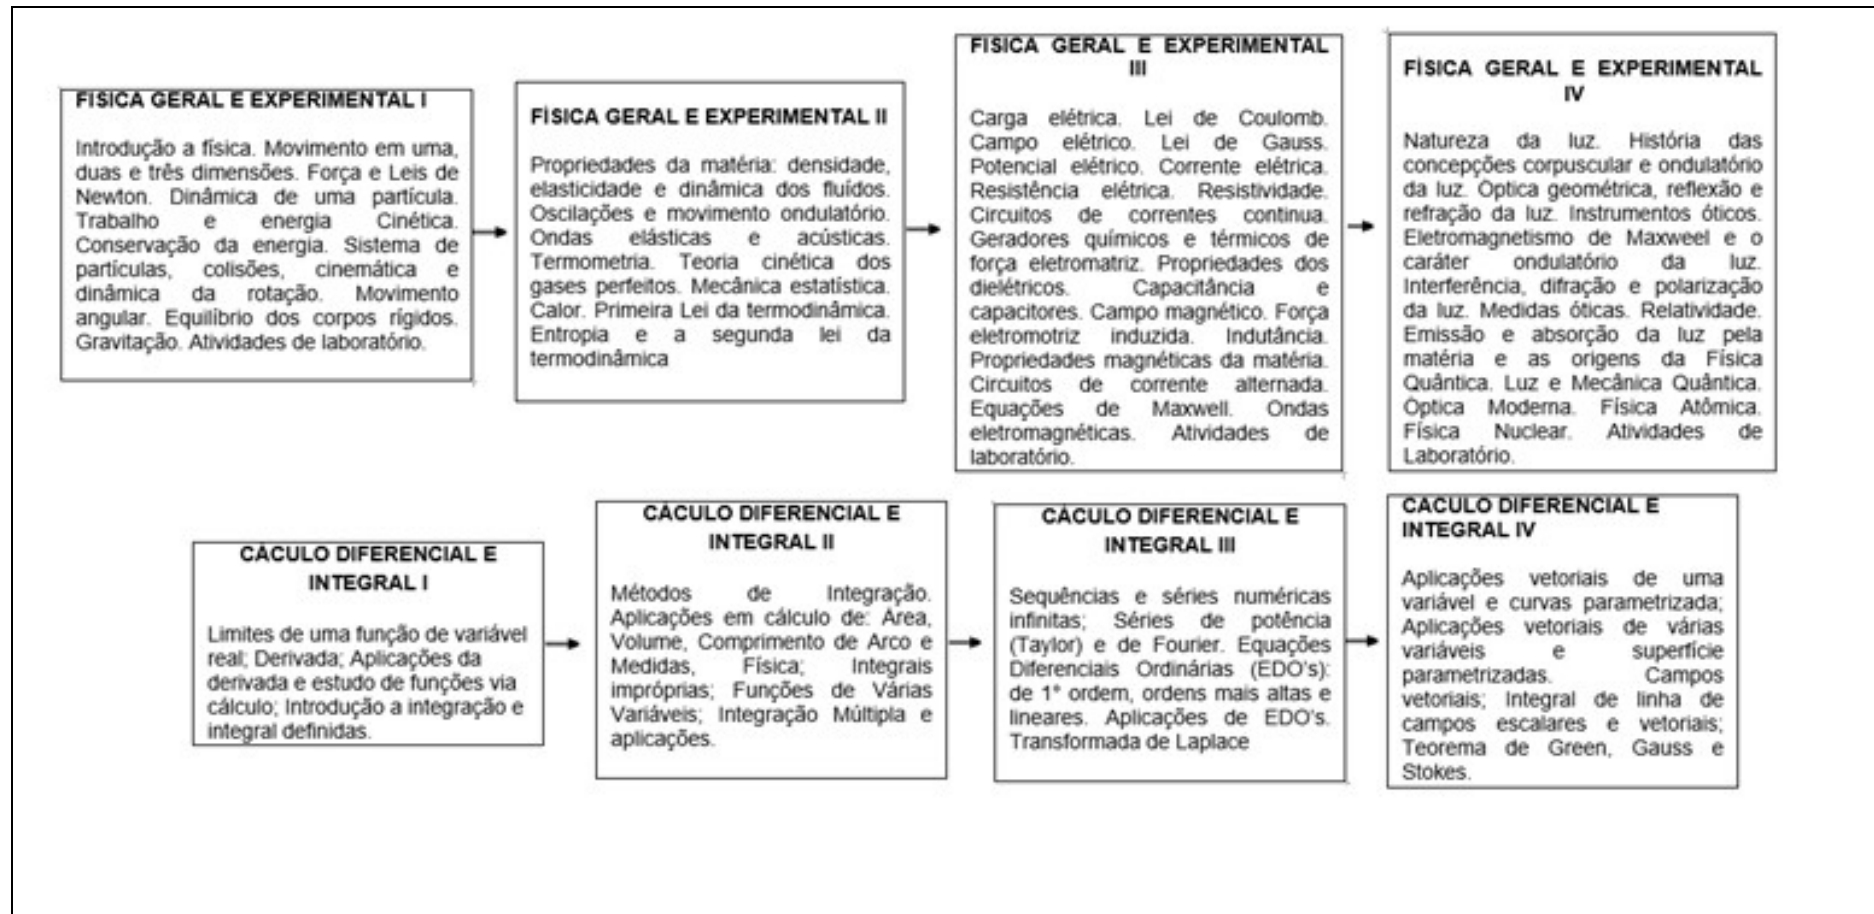 FÍSICA GERAL E EXPERIMENTAL I
Introdução a física. Movimento em uma,
duas e três dimensões. Força e Leis de
Newton. Dinâmica de uma partícula.
Trabalho e energia Cinética.
Conservação da energia. Sistema de
partículas, colisões, cinemática e
dinâmica da rotação. Movimento
angular. Equilíbrio dos corpos rígidos.
Gravitação. Atividades de laboratório.
FÍSICA GERAL E EXPERIMENTAL II
Propriedades da matéria: densidade,
elasticidade e dinâmica dos fluídos.
Oscilações e movimento ondulatório.
Ondas elásticas e acústicas.
Termometria. Teoria cinética dos
gases perfeitos. Mecânica estatística.
Calor. Primeira Lei da termodinâmica.
Entropia e a segunda lei da
termodinâmica
FÍSICA GERAL E EXPERIMENTAL
III
Carga elétrica. Lei de Coulomb.
Campo elétrico. Lei de Gauss.
Potencial elétrico. Corrente elétrica.
Resistência elétrica. Resistividade.
Circuitos de correntes continua.
Geradores químicos e térmicos de
força eletromatriz. Propriedades dos
dielétricos. Capacitância e
capacitores. Campo magnético. Força
eletromotriz induzida. Indutância.
Propriedades magnéticas da matéria.
Circuitos de corrente alternada.
Equações de Maxwell. Ondas
eletromagnéticas. Atividades de
laboratório.
FÍSICA GERAL E EXPERIMENTAL
IV
Natureza da luz. História das
concepções corpuscular e ondulatório
da luz. Óptica geométrica, reflexão e
refração da luz. Instrumentos óticos.
Eletromagnetismo de Maxweel e o
caráter ondulatório da luz.
Interferência, difração e polarização
da luz. Medidas óticas. Relatividade.
Emissão e absorção da luz pela
matéria e as origens da Física
Quântica. Luz e Mecânica Quântica.
Óptica Moderna. Física Atômica.
Física Nuclear. Atividades de
Laboratório.
CÁCULO DIFERENCIAL E
INTEGRAL I
Limites de uma função de variável
real; Derivada; Aplicações da
derivada e estudo de funções via
cálculo; Introdução a integração e
integral definidas.
CÁCULO DIFERENCIAL E
INTEGRAL II
Métodos de Integração.
Aplicações em cálculo de: Área,
Volume, Comprimento de Arco e
Medidas, Física; Integrais
impróprias; Funções de Várias
Variáveis; Integração Múltipla e
aplicações.
CÁCULO DIFERENCIAL E
INTEGRAL III
Sequências e séries numéricas
infinitas; Séries de potência
(Taylor) e de Fourier. Equações
Diferenciais Ordinárias (EDO's):
de 1° ordem, ordens mais altas e
lineares. Aplicações de EDO's.
Transformada de Laplace
CÁCULO DIFERENCIAL E
INTEGRAL IV
Aplicações vetoriais de uma
variável e curvas parametrizada;
Aplicações vetoriais de várias
variáveis e superfície
parametrizadas. Campos
vetoriais; Integral de linha de
campos escalares e vetoriais;
Teorema de Green, Gauss e
Stokes.